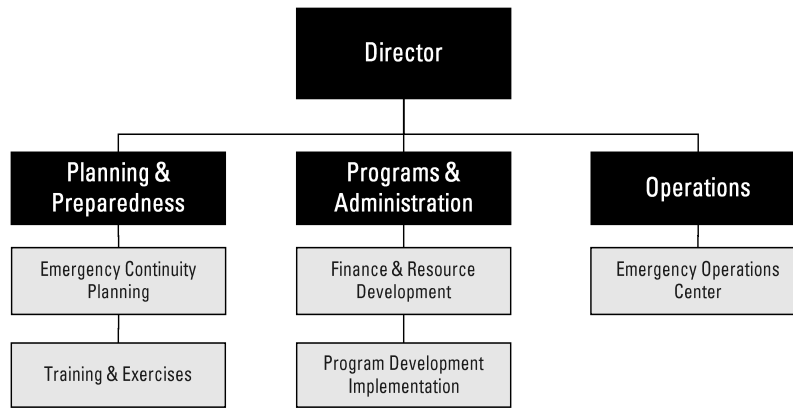 Director
Planning &
Preparedness
Programs &
Administration
Operations
Emergency Continuity
Planning
Finance & Resource
Development
Emergency Operations
Center
Training & Exercises
Program Development
Implementation